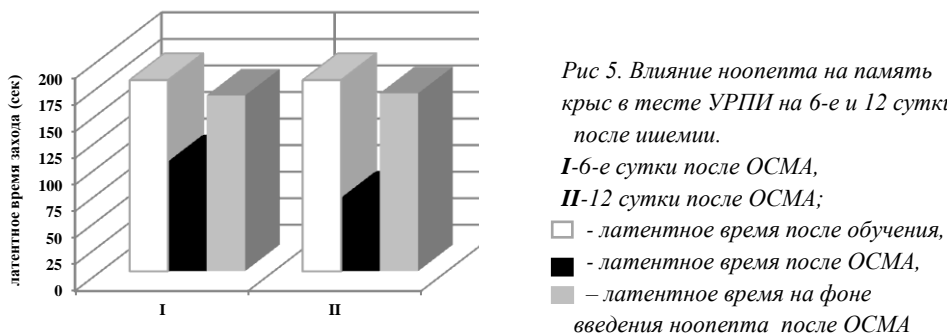 латентное время захода (сек)
200
175
150
125
100
75
50
25
0
I
II
Рис 5. Влияние ноопепта на память
крыс в тесте УРПИ на 6-е и 12 сутки
после ишемии.
I-6-е сутки после ОСМА,
II-12 сутки после ОСМА;
- латентное время после обучения,
- латентное время после ОСМА,
– латентное время на фоне
введения ноопепта после ОСМА